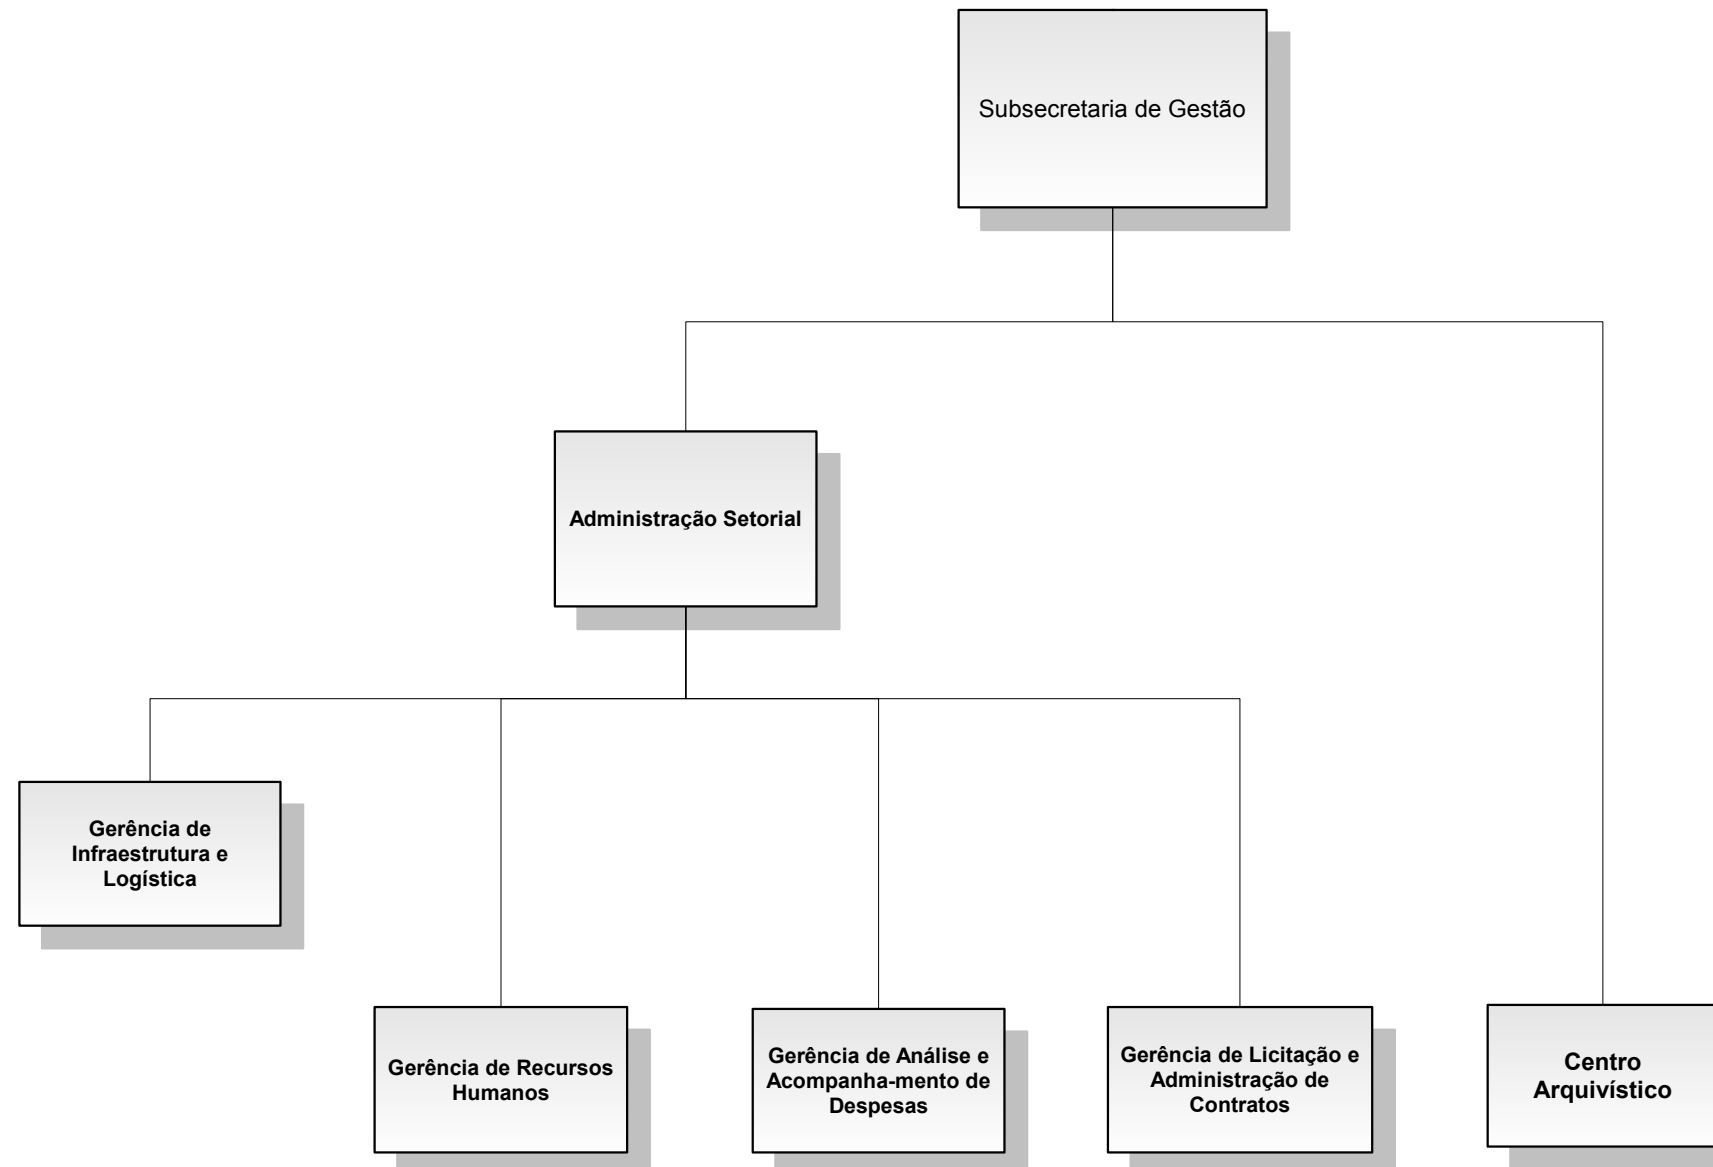 Subsecretaria de Gestão
Administração Setorial
Gerência de
Infraestrutura e
Logística
Gerência de Recursos
Humanos
Gerência de Análise e
Acompanha-mento de
Despesas
Gerência de Licitação e
Administração de
Contratos
Centro
Arquivístico